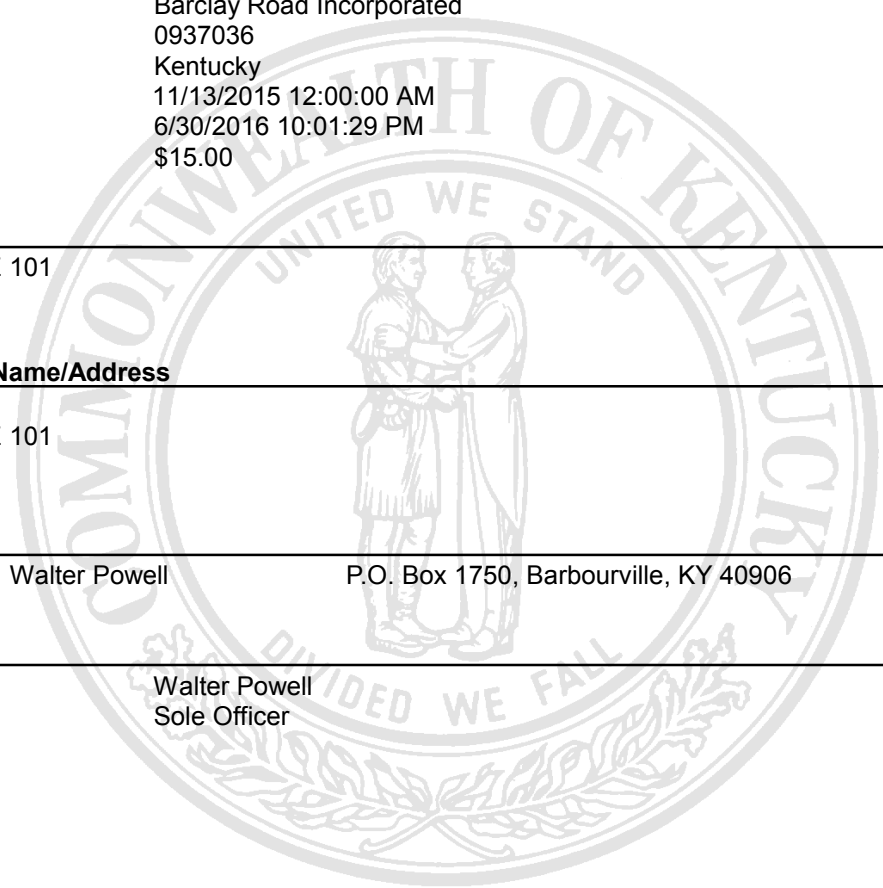 Barclay Road Incorporated
0937036
Kentucky
11/13/2015 12:00:00 AM
6/30/2016 10:01:29 PM
$15.00
101
Name/Address
101
Walter Powell P.O. Box 1750, Barbourville, KY 40906
Walter Powell
Sole Officer
COMMONWEALTH OF KENTUCKY
UNITED WE STAND
DIVIDED WE FALL